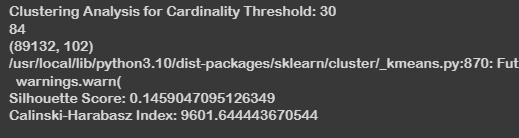 Clustering Analysis for Cardinality Threshold: 30
84
(89132, 102)
/usr/local/lib/python3.10/dist-packages/sklearn/cluster/_kmeans.py:870: Fut
warnings.warn(
Silhouette Score: 0.1459047095126349
Calinski-Harabasz Index: 9601.644443670544